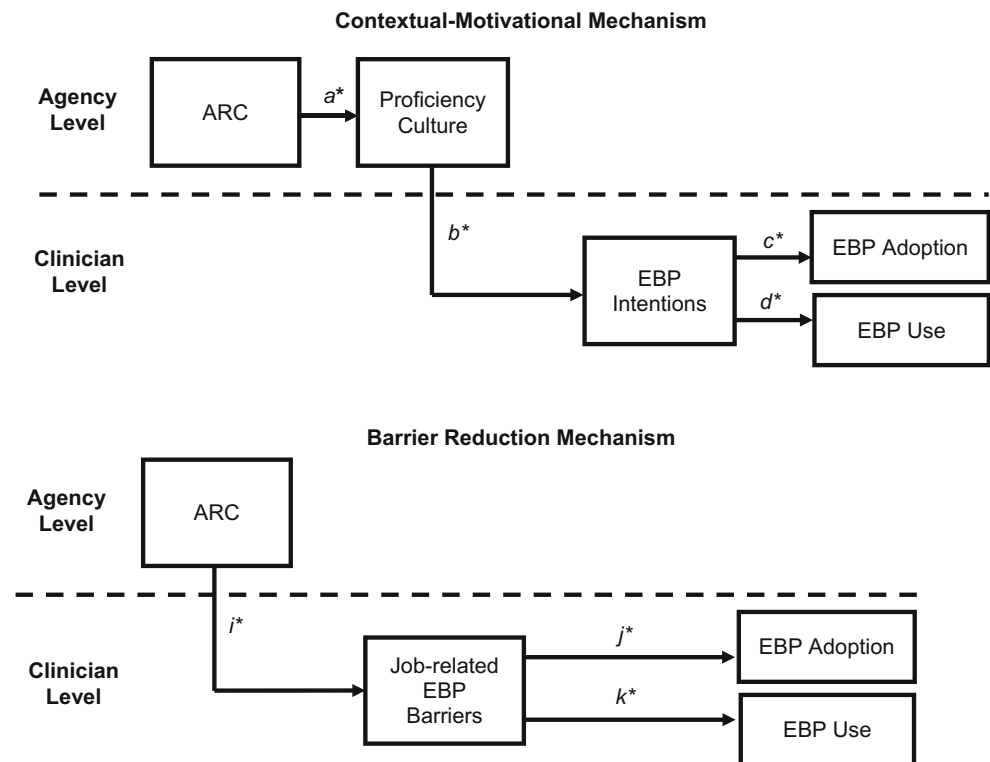 Contextual-Motivational Mechanism
Agency
Level
ARC
a*
Proficiency
Culture
b*
Clinician
Level
EBP
Intentions
c*
EBP Adoption
d*
EBP Use
Barrier Reduction Mechanism
Agency
Level
ARC
i*
Clinician
Level
Job-related
EBP
Barriers
j*
EBP Adoption
k*
EBP Use